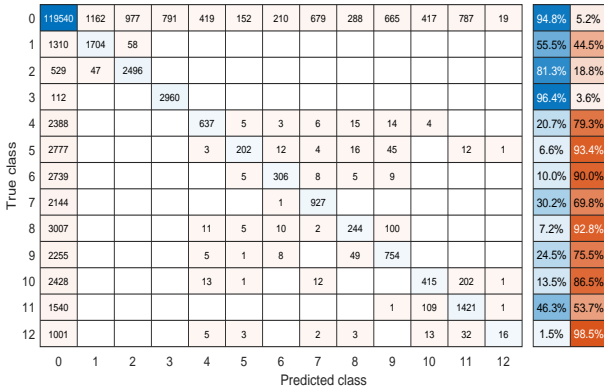 0 119540 1162 977 791 419 152 210 679 288 665 417 787 19 94.8% 5.2%
1 1310 1704 58 55.5% 44.5%
2 529 47 2496 81.3% 18.8%
3 112 2960 96.4% 3.6%
4 2388 637 5 3 6 15 14 4 20.7% 79.3%
5 2777 3 202 12 4 16 45 12 1 6.6% 93.4%
6 2739 5 306 8 5 9 10.0% 90.0%
7 2144 1 927 30.2% 69.8%
8 3007 11 5 10 2 244 100 7.2% 92.8%
9 2255 5 1 8 49 754 24.5% 75.5%
10 2428 13 1 12 415 202 1 13.5% 86.5%
11 1540 1 109 1421 1 46.3% 53.7%
12 1001 5 3 2 3 13 32 16 1.5% 98.5%
True class
0 1 2 3 4 5 6 7 8 9 10 11 12
Predicted class